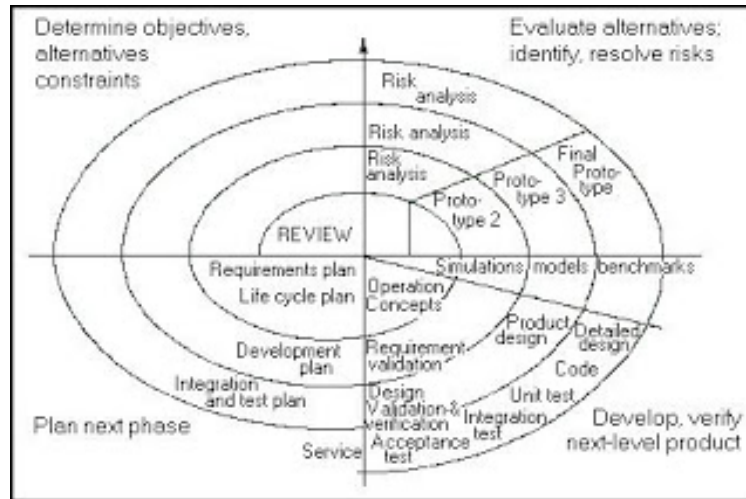 Determine objectives,
alternatives
constraints
Evaluate alternatives;
identify, resolve risks
Risk
analysis
Risk analysis
Risk
analysis
Final
Proto-
type
Proto-
type 3
Proto-
type 2
REVIEW
Simulations, models, benchmarks
Requirements plan
Life cycle plan
Operation
Concepts
Development
plan
Requirement
validation
Product
design
Detailed
design
Code
Unit test
Integration
and test plan
Design
Validation &
verification
Integration
test
Acceptance
test
Service
Plan next phase
Develop, verify
next-level product